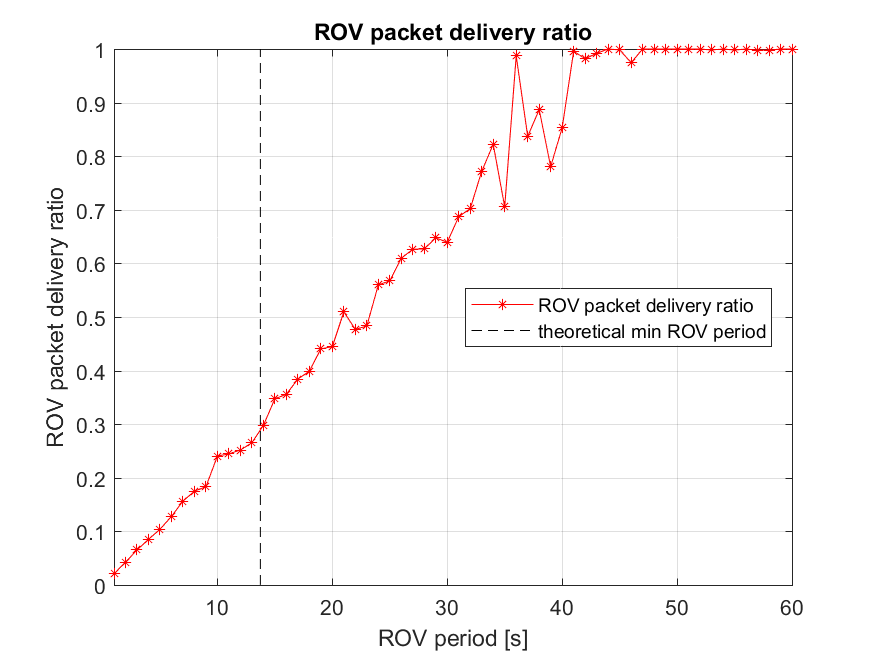 ROV packet delivery ratio
1
0.9
0.8
0.7
0.6
0.5
0.4
0.3
0.2
0.1
0
ROV packet delivery ratio
ROV packet delivery ratio
theoretical min ROV period
10 20 30 40 50 60
ROV period [s]